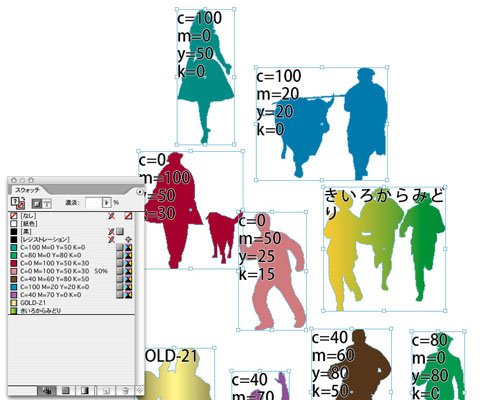 c=100
m=0
y=50
k=0
c=100
m=20
y=20
k=0
c=0
m=100
y=50
k=30
c=0
m=50
y=25
k=15
きいろからみど
り
スウォッチ
濃淡:
%
[なし]
[紙色]
[黒]
[レジストレーション]
C=100 M=0 Y=50 K=0
C=80 M=0 Y=80 K=0
C=0 M=100 Y=50 K=30
C=0 M=100 Y=50 K=30 50%
C=40 M=60 Y=80 K=50
C=100 M=20 Y=20 K=0
C=40 M=70 Y=0 K=0
GOLD-21
きいろからみどり
GOLD-21
c=40
m=70
c=40
m=60
y=80
k=50
c=80
m=0
y=80
k=0